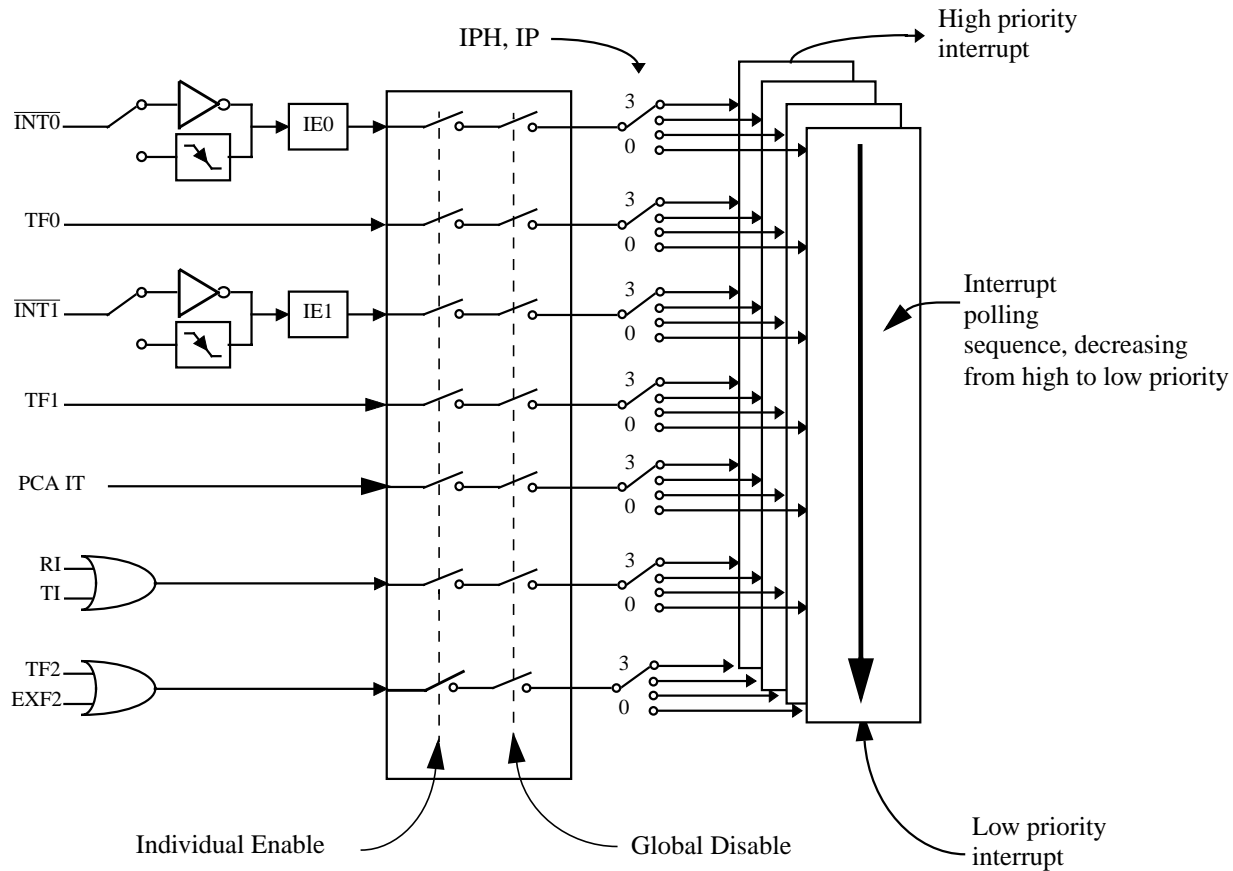 IPH, IP
High priority
interrupt
INT0
IE0
3
0
TF0
3
0
INT1
IE1
3
0
Interrupt
polling
sequence, decreasing
from high to low priority
TF1
3
0
PCA IT
3
0
RI
TI
3
0
TF2
EXF2
3
0
Individual Enable
Global Disable
Low priority
interrupt